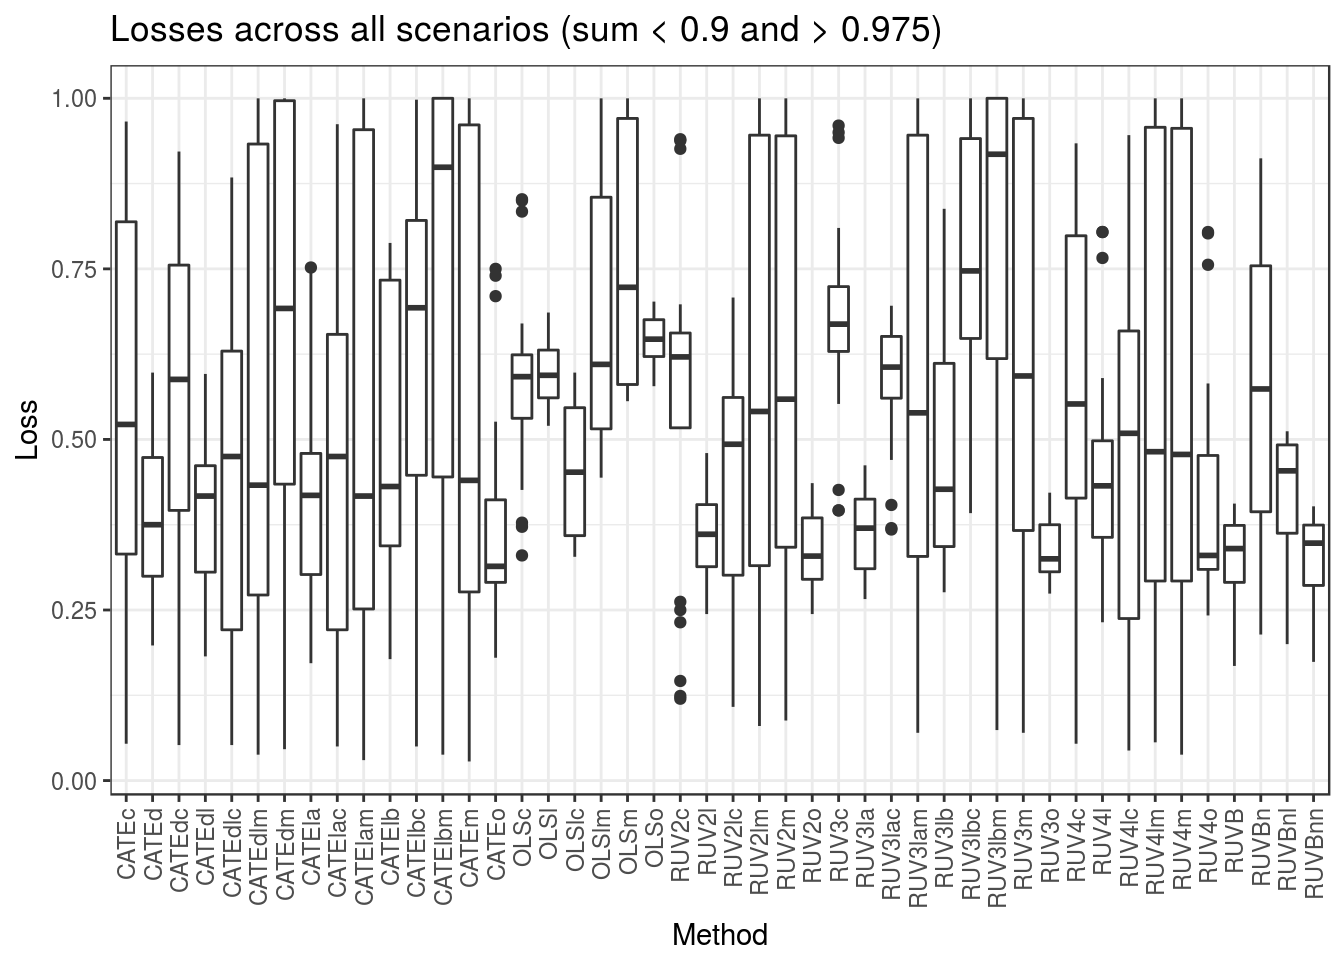 Losses across all scenarios (sum < 0.9 and > 0.975)
1.00
0.75
0.50
0.25
0.00
Loss
CATEc
CATEd
CATEdc
CATEdl
CATEdlc
CATEdlm
CATEdm
CATEla
CATElac
CATElam
CATElb
CATElbc
CATElbm
CATEm
CATEo
OLSc
OLSl
OLSlc
OLSlm
OLSm
OLSo
RUV2c
RUV2l
RUV2lc
RUV2lm
RUV2m
RUV2o
RUV3c
RUV3la
RUV3lac
RUV3lam
RUV3lb
RUV3lbc
RUV3lbm
RUV3m
RUV3o
RUV4c
RUV4l
RUV4lc
RUV4lm
RUV4m
RUV4o
RUVB
RUVBn
RUVBnl
RUVBnn
Method